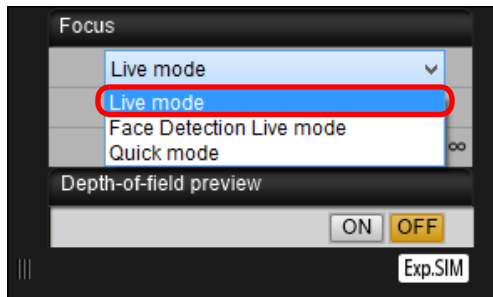 Focus
Live mode
Live mode
Face Detection Live mode
Quick mode
∞
Depth-of-field preview
ON OFF
Exp.SIM